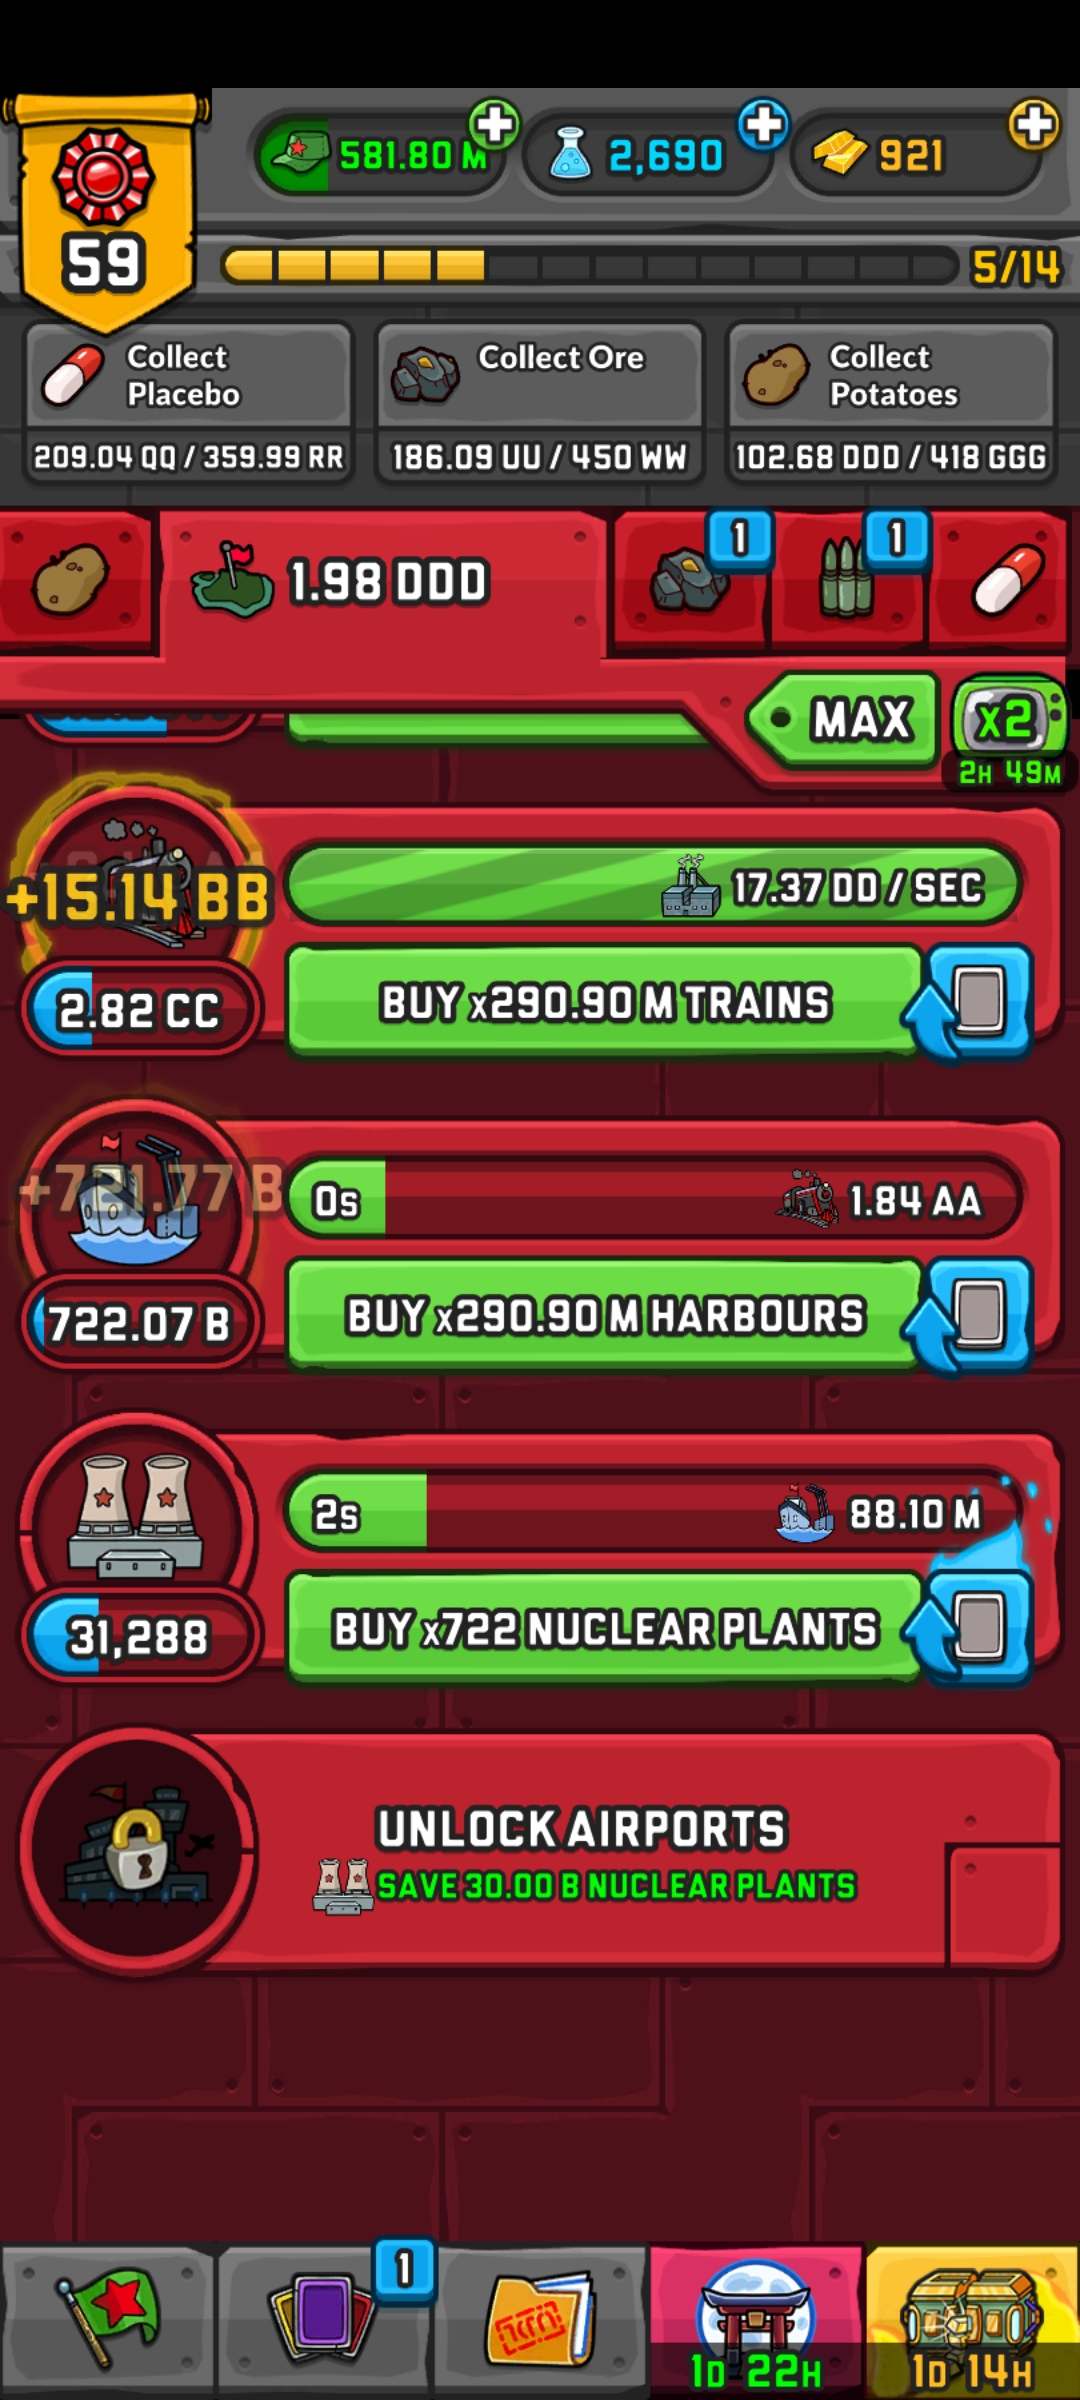 581.80 M
2,690
921
59
5/14
Collect
Placebo
209.04 QQ / 359.99 RR
Collect Ore
186.09 UU / 450 WW
Collect
Potatoes
102.68 DDD / 418 GGG
1.98 DDD
1
1
MAX
x2
2H 49M
+15.14 BB
17.37 DD / SEC
2.82 CC
BUY x290.90 M TRAINS
+721.77 B
0s
1.84 AA
722.07 B
BUY x290.90 M HARBOURS
2s
88.10 M
31,288
BUY x722 NUCLEAR PLANTS
UNLOCK AIRPORTS
SAVE 30.00 B NUCLEAR PLANTS
1
1D 22H
1D 14H